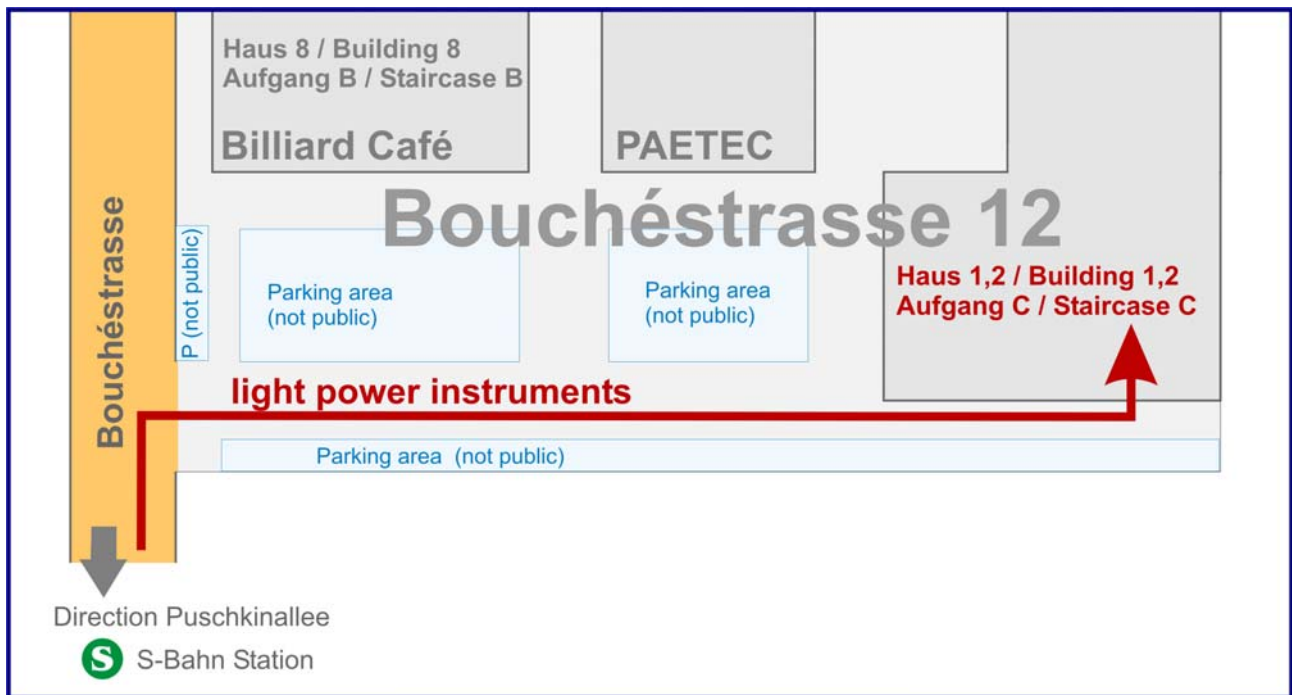 Haus 8 / Building 8
Aufgang B / Staircase B
Billiard Café
PAETEC
Bouchéstrasse 12
Bouchéstrasse
P (not public)
Parking area
(not public)
Parking area
(not public)
Haus 1,2 / Building 1,2
Aufgang C / Staircase C
light power instruments
Parking area (not public)
Direction Puschkinallee
S
S-Bahn Station